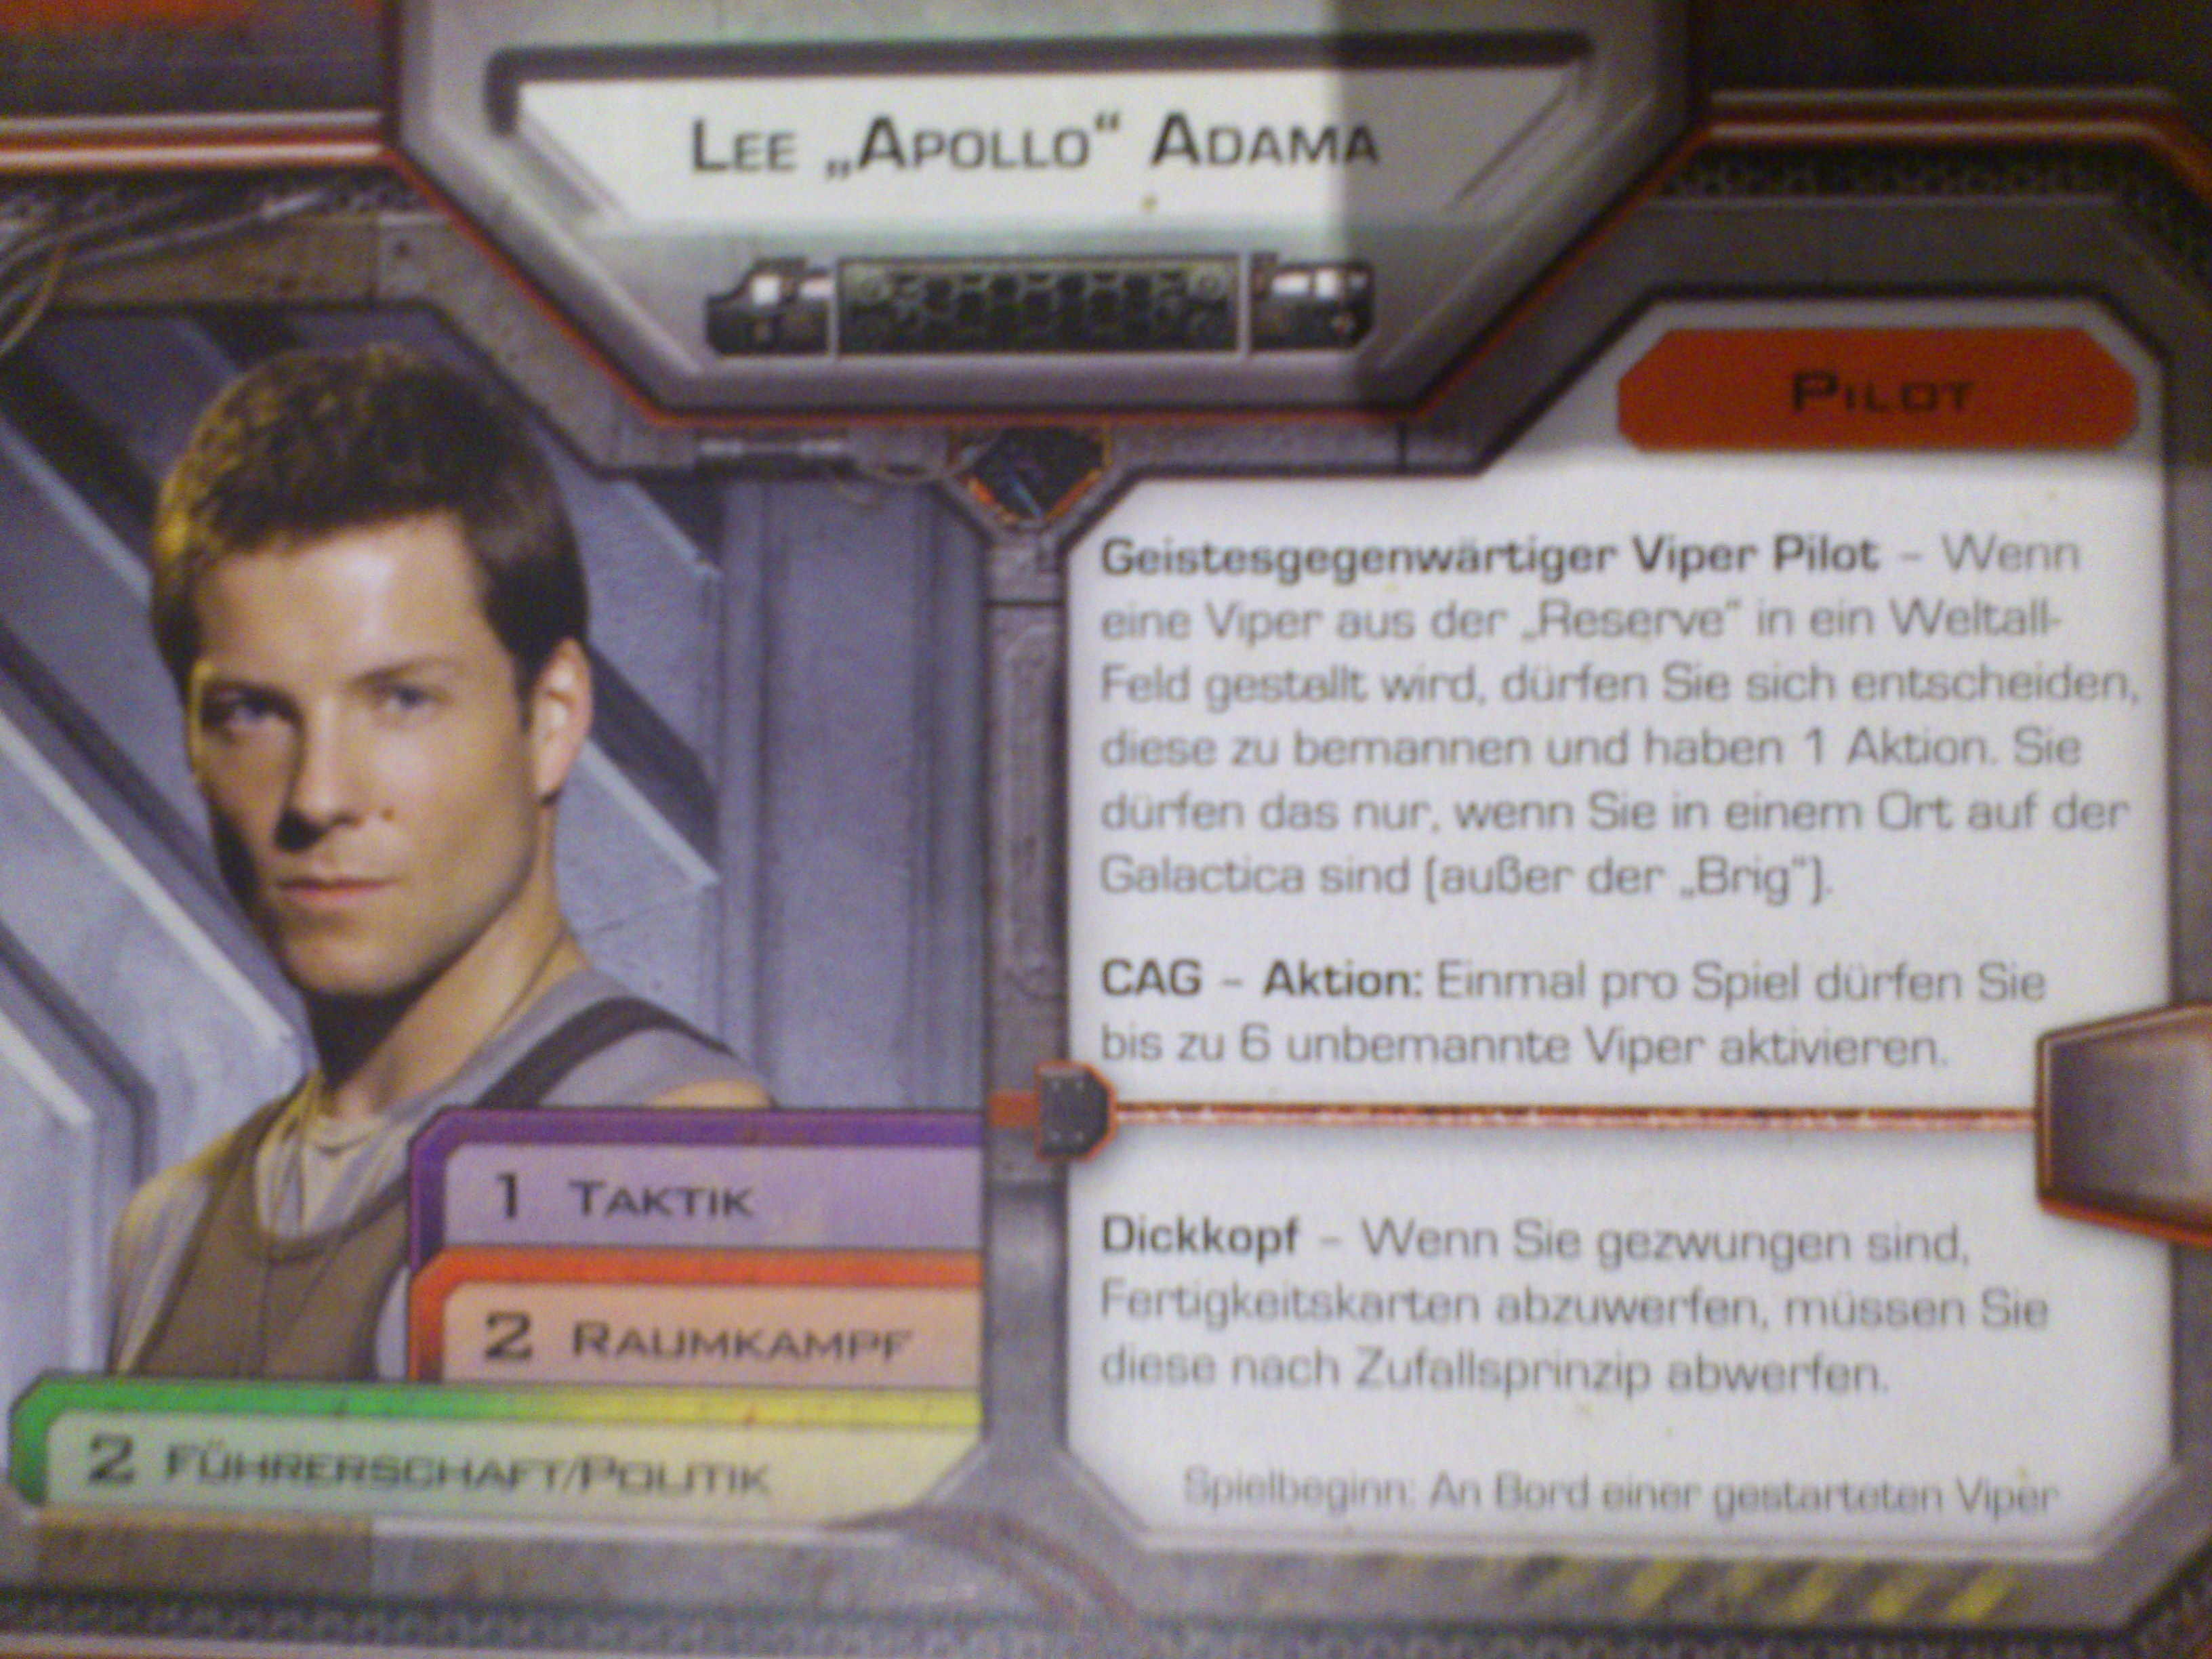 LEE „APOLLO“ ADAMA
PILOT
Geistesgegenwärtiger Viper Pilot – Wenn
eine Viper aus der „Reserve“ in ein Weltall-
Feld gestellt wird, dürfen Sie sich entscheiden,
diese zu bemannen und haben 1 Aktion. Sie
dürfen das nur, wenn Sie in einem Ort auf der
Galactica sind (außer der „Brig“).
CAG – Aktion: Einmal pro Spiel dürfen Sie
bis zu 6 unbemannte Viper aktivieren.
Dickkopf – Wenn Sie gezwungen sind,
Fertigkeitskarten abzuwerfen, müssen Sie
diese nach Zufallsprinzip abwerfen.
Spielbeginn: An Bord einer gestarteten Viper
1 TAKTIK
2 RAUMKAMPF
2 FÜHRERSCHAFT/POLITIK